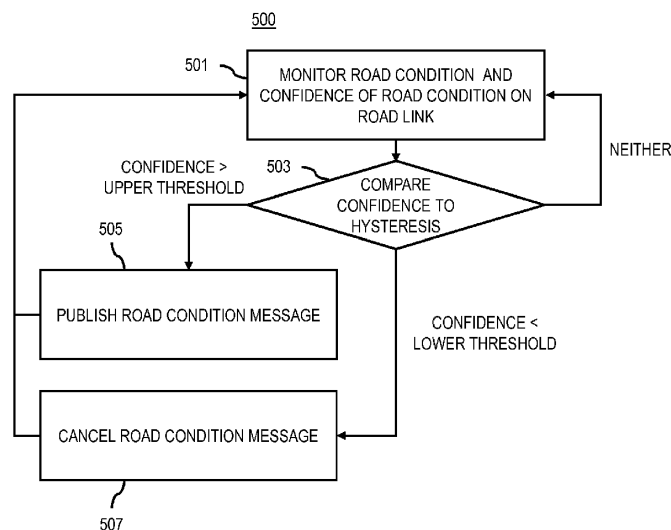 500
501
MONITOR ROAD CONDITION AND
CONFIDENCE OF ROAD CONDITION ON
ROAD LINK
NEITHER
CONFIDENCE >
UPPER THRESHOLD
503
COMPARE
CONFIDENCE TO
HYSTERESIS
505
PUBLISH ROAD CONDITION MESSAGE
CONFIDENCE <
LOWER THRESHOLD
CANCEL ROAD CONDITION MESSAGE
507